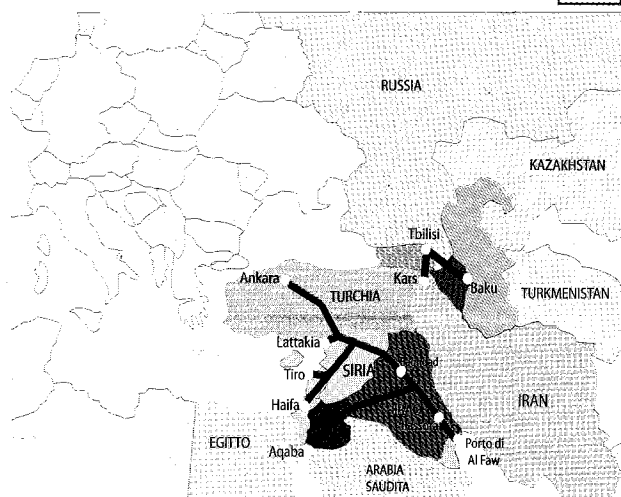 RUSSIA
KAZAKHSTAN
Tbilisi
Ankara
Kars
Baku
TURCHIA
TURKMENISTAN
Lattakia
SIRIA
Tiro
IRAN
Haifa
EGITTO
Porto di
Al Faw
Aqaba
ARABIA
SAUDITA